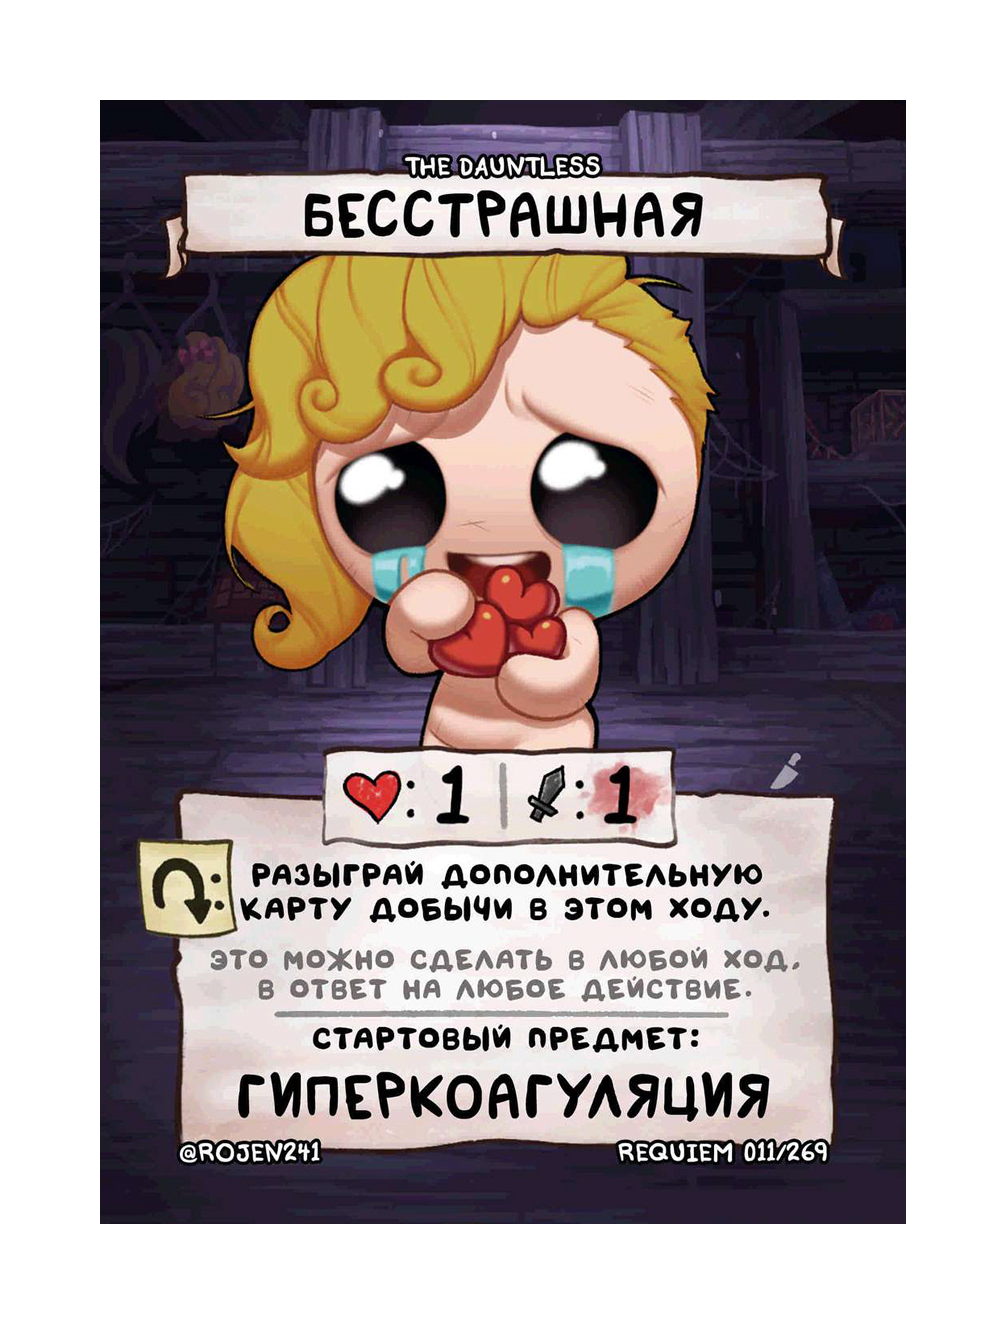 THE DAUNTLESS
БЕССТРАШНАЯ
: 1 | : 1
: РАЗЫГРАЙ ДОПОЛНИТЕЛЬНУЮ
КАРТУ ДОБЫЧИ В ЭТОМ ХОДУ.
ЭТО МОЖНО СДЕЛАТЬ В ЛЮБОЙ ХОД,
В ОТВЕТ НА ЛЮБОЕ ДЕЙСТВИЕ.
СТАРТОВЫЙ ПРЕДМЕТ:
ГИПЕРКОАГУЛЯЦИЯ
@ROJEN241
REQUIEM 011/269